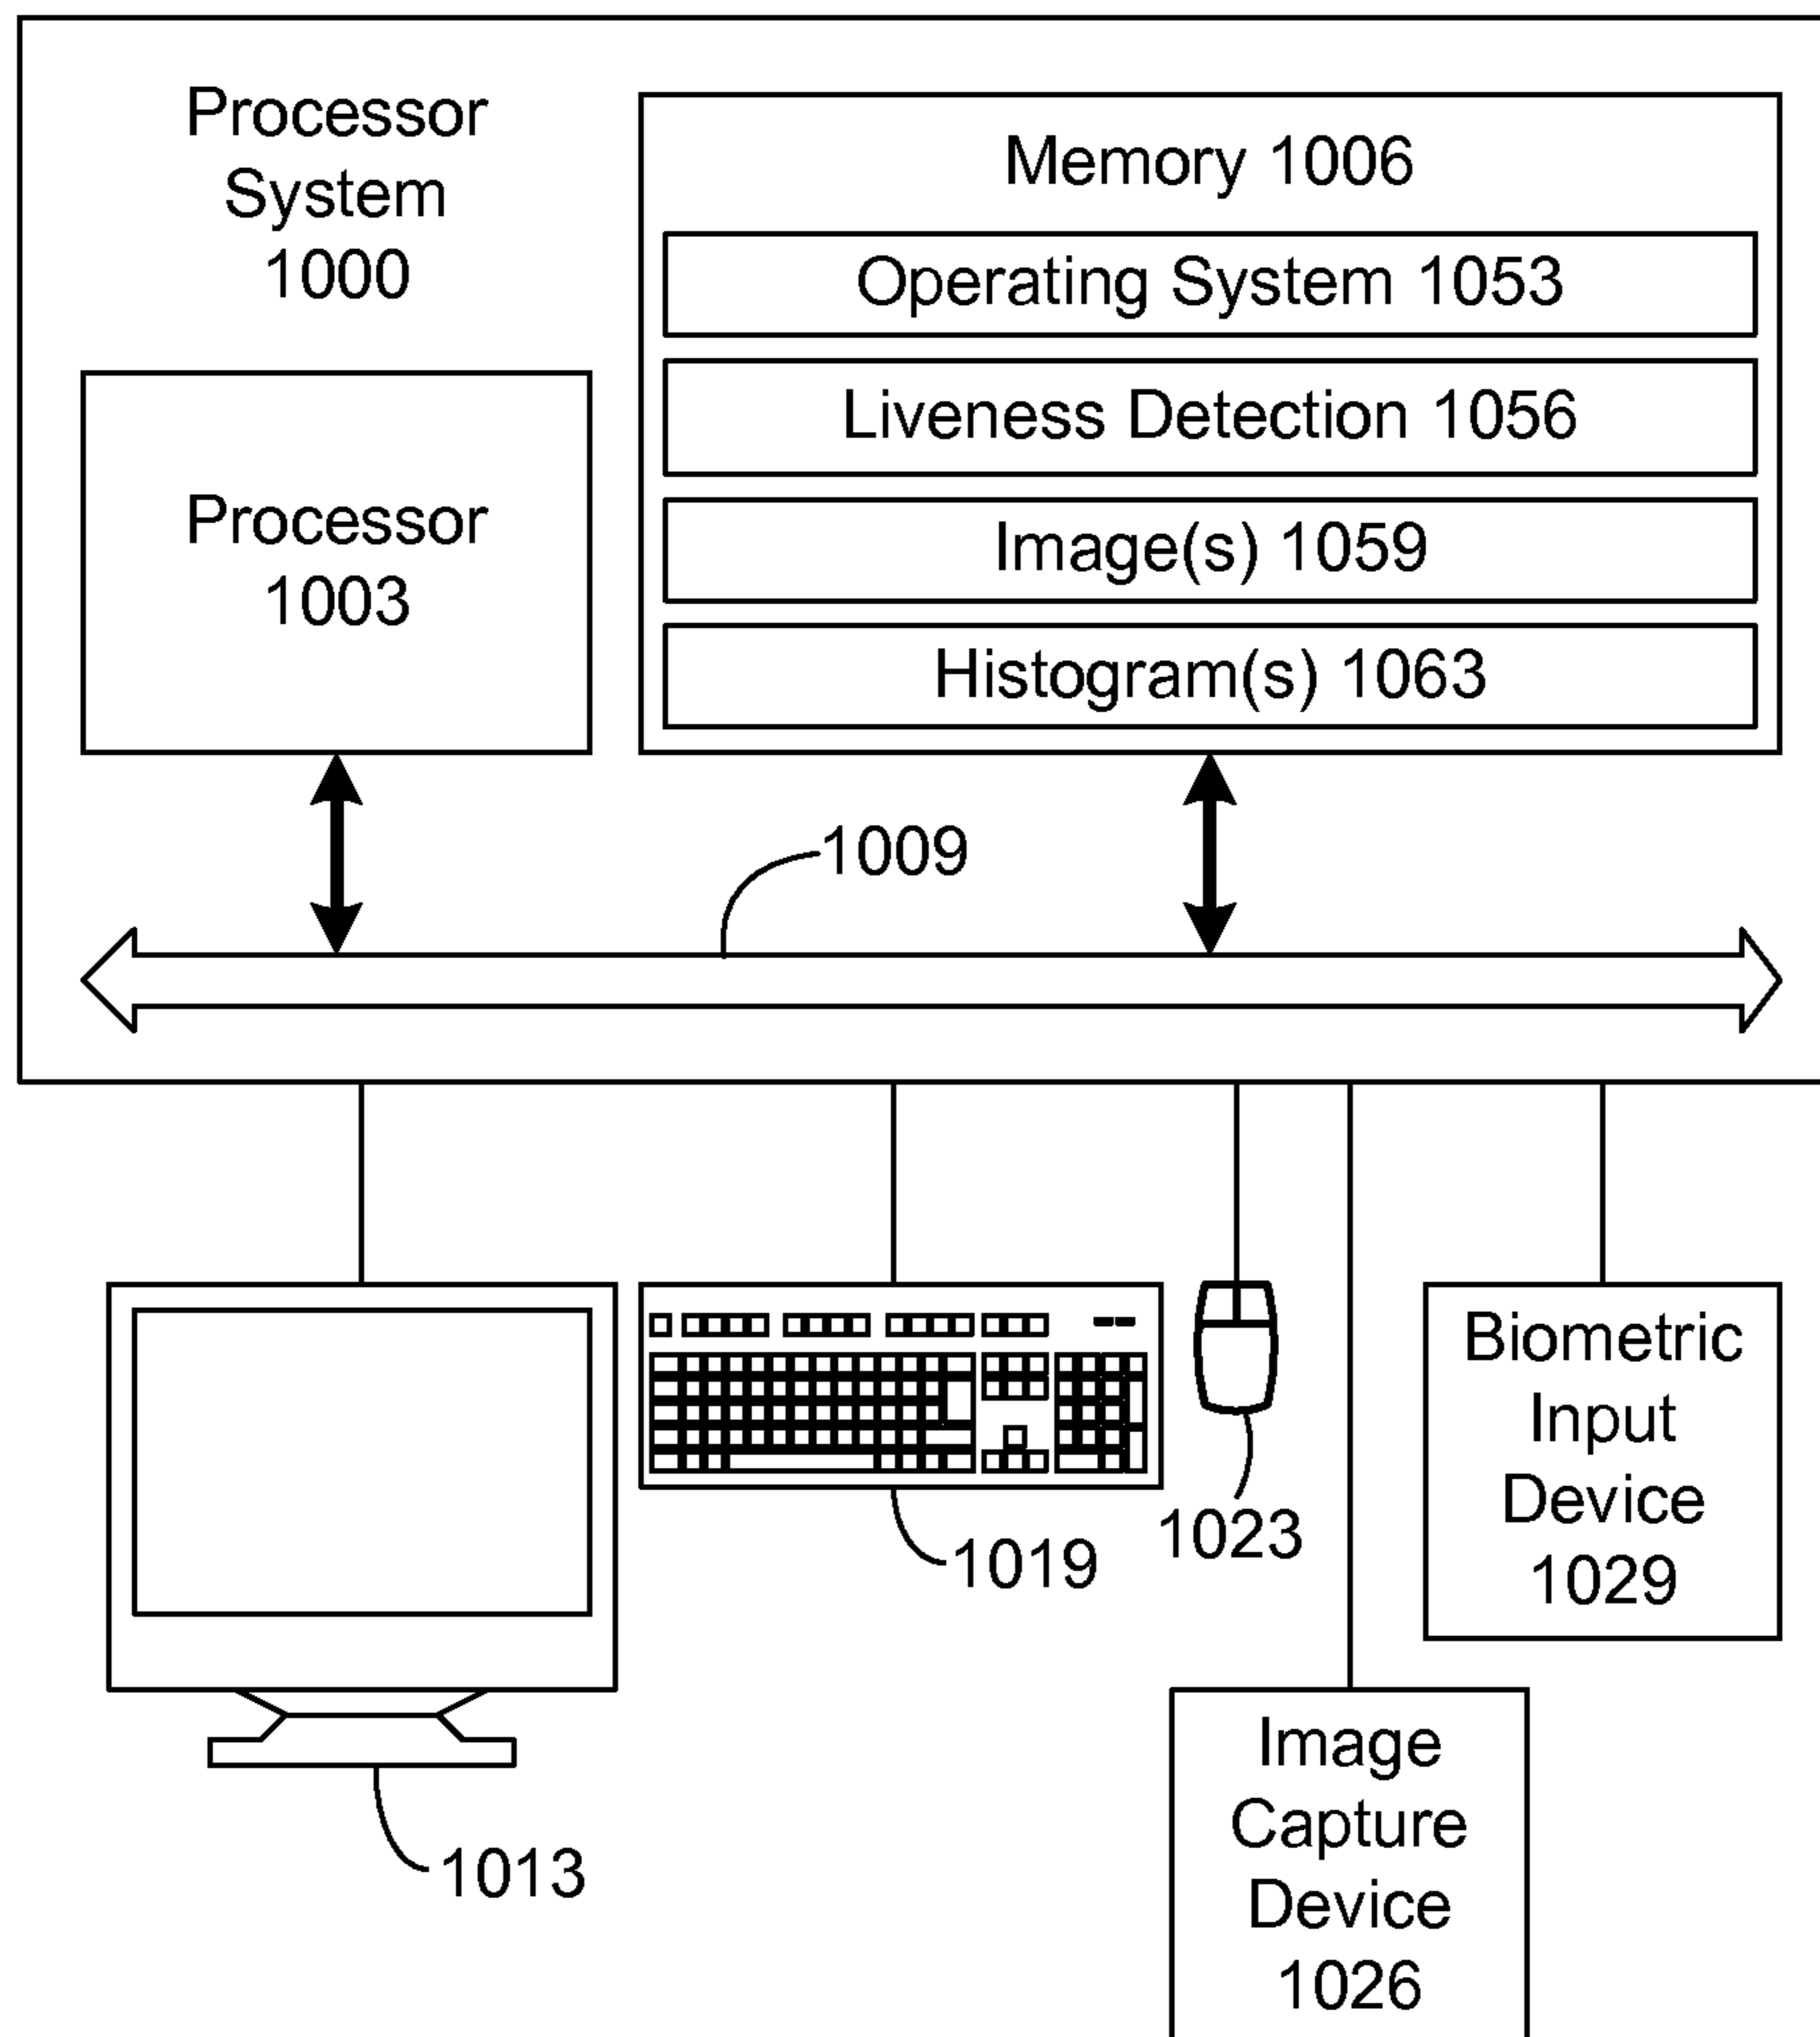 Processor
System
1000
Memory 1006
Operating System 1053
Liveness Detection 1056
Image(s) 1059
Histogram(s) 1063
Processor
1003
1009
Biometric
Input
Device
1029
1023
1019
Image
Capture
Device
1026
1013